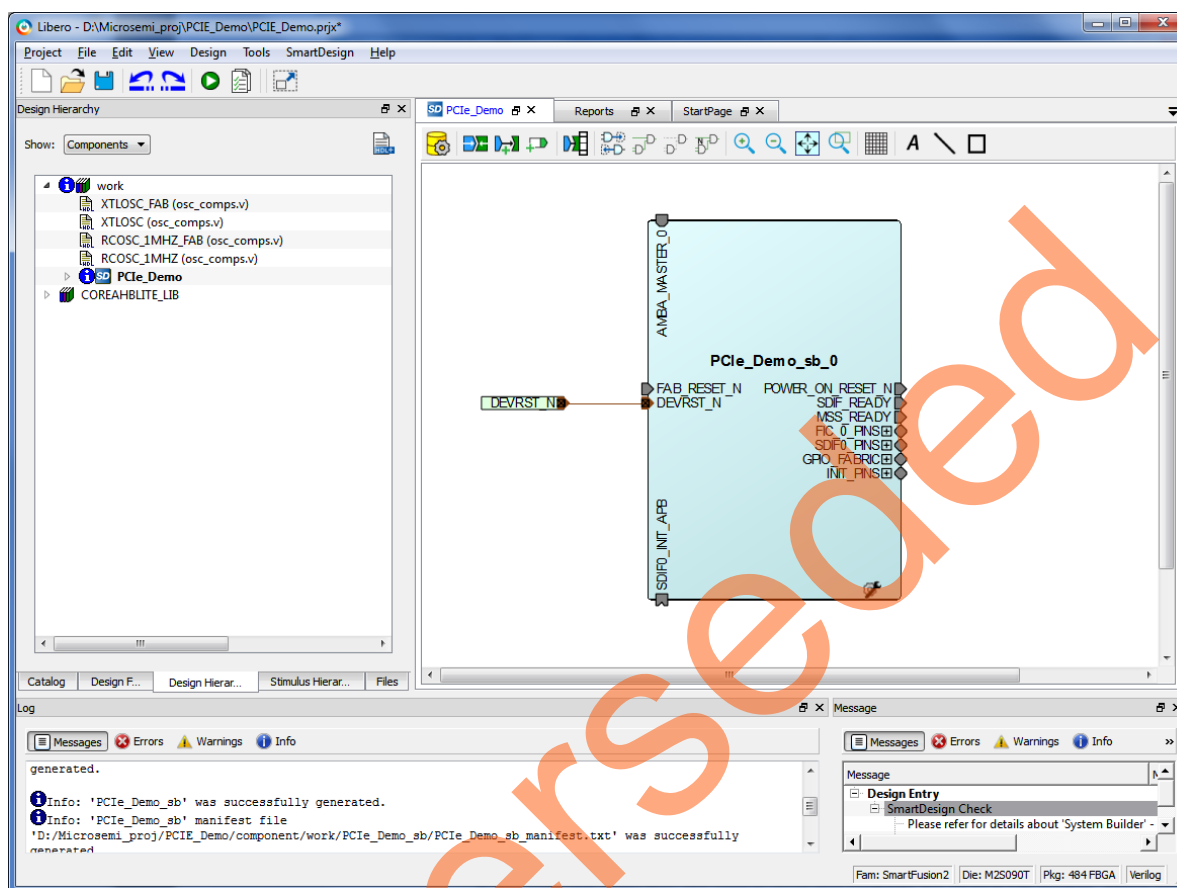 Libero - D:\Microsemi_proj\PCIE_Demo\PCIE_Demo.prjx*
Project File Edit View Design Tools SmartDesign Help
Design Hierarchy
Show: Components
work
XTLOSC_FAB (osc_comps.v)
XTLOSC (osc_comps.v)
RCOSC_1MHZ_FAB (osc_comps.v)
RCOSC_1MHZ (osc_comps.v)
SD PCIe_Demo
COREAHBLITE_LIB
Catalog Design F... Design Hierar... Stimulus Hierar... Files
SD PCIe_Demo Reports StartPage
A
AMBA_MASTER_0
PCIe_Demo_sb_0
DEVRST_N
FAB_RESET_N
DEVRST_N
POWER_ON_RESET_N
SDIF_READY
MSS_READY
FIC_0_PINS
SDIF0_PINS
GPIO_FABRIC
INIT_PINS
SDIF0_INIT_APB
Log
Messages Errors Warnings Info
generated.
Info: 'PCIe_Demo_sb' was successfully generated.
Info: 'PCIe_Demo_sb' manifest file
'D:/Microsemi_proj/PCIE_Demo/component/work/PCIe_Demo_sb/PCIe_Demo_sb_manifest.txt' was successfully
generated
Message
Messages Errors Warnings Info »
Message
Design Entry
SmartDesign Check
Please refer for details about 'System Builder' -
Fam: SmartFusion2 Die: M2S090T Pkg: 484 FBGA Verilog
erseded